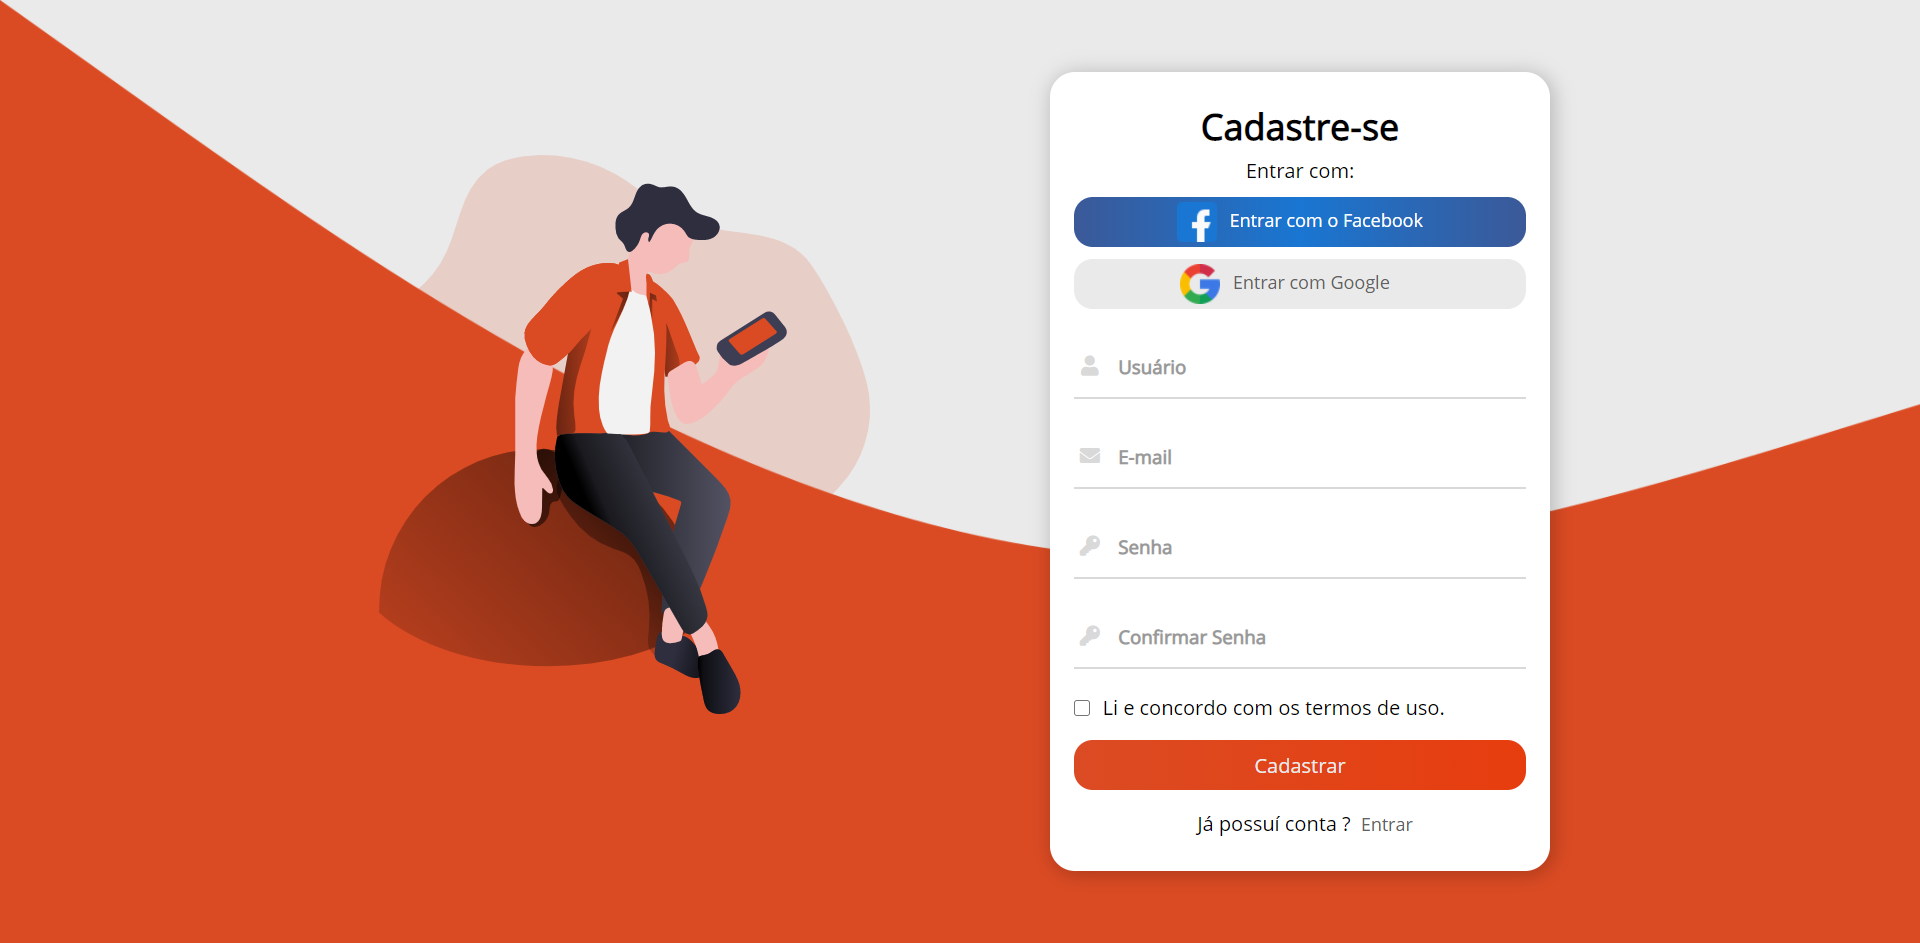 Cadastre-se
Entrar com:
Entrar com o Facebook
Entrar com Google
Usuário
E-mail
Senha
Confirmar Senha
Li e concordo com os termos de uso.
Cadastrar
Já possuí conta ? Entrar